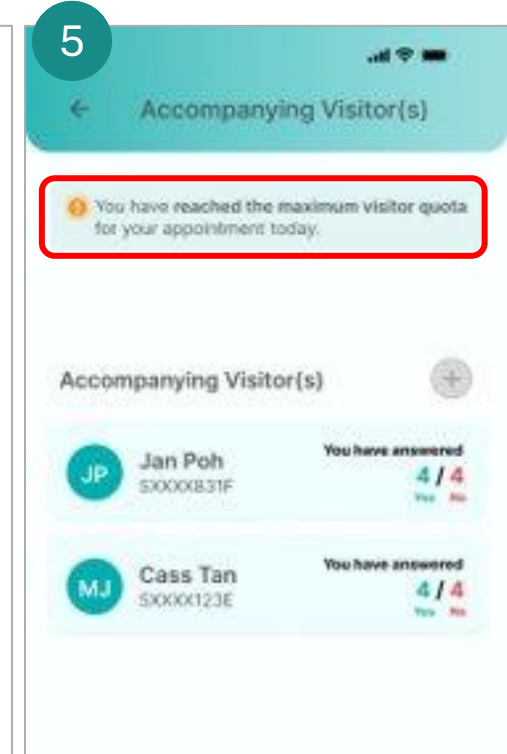 5
Accompanying Visitor(s)
You have reached the maximum visitor quota
for your appointment today.
Accompanying Visitor(s)
JP
Jan Poh
SXXXX831F
You have answered
4 / 4
Yes No
MJ
Cass Tan
SXXXX123E
You have answered
4 / 4
Yes No